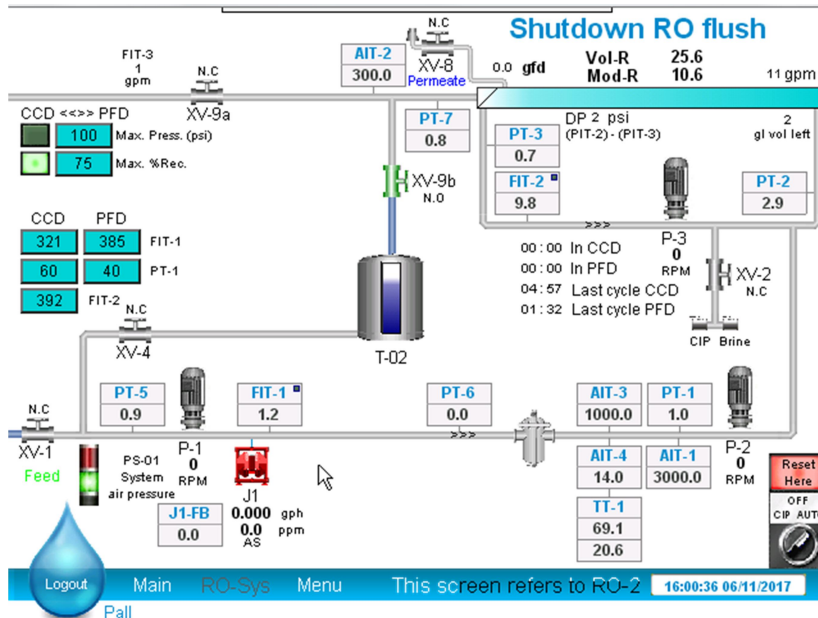 Shutdown RO flush
FIT-3
1
gpm
N.C
XV-9a
AIT-2
300.0
N.C
XV-8
Permeate
0.0 gfd
Vol-R 25.6
Mod-R 10.6
11 gpm
CCD <<>> PFD
100 Max. Press. (psi)
75 Max. %Rec.
PT-7
0.8
DP 2 psi
(PIT-2) - (PIT-3)
2
gl vol left
PT-3
0.7
FIT-2
9.8
PT-2
2.9
XV-9b
N.O
CCD PFD
321 385 FIT-1
60 40 PT-1
392 FIT-2
>>>
P-3
0
RPM
00:00 In CCD
00:00 In PFD
04:57 Last cycle CCD
01:32 Last cycle PFD
XV-2
N.C
CIP Brine
N.C
XV-4
T-02
PT-5
0.9
FIT-1
1.2
PT-6
0.0
AIT-3
1000.0
PT-1
1.0
N.C
XV-1
Feed
>>>
P-1
0
RPM
P-2
0
RPM
PS-01
System
air pressure
AIT-4
14.0
AIT-1
3000.0
TT-1
69.1
20.6
J1
0.000 gph
0.0 ppm
AS
J1-FB
0.0
Reset
Here
OFF
CIP AUTO
Logout
Main
RO-Sys
Menu
This screen refers to RO-2
16:00:36 06/11/2017
Pall